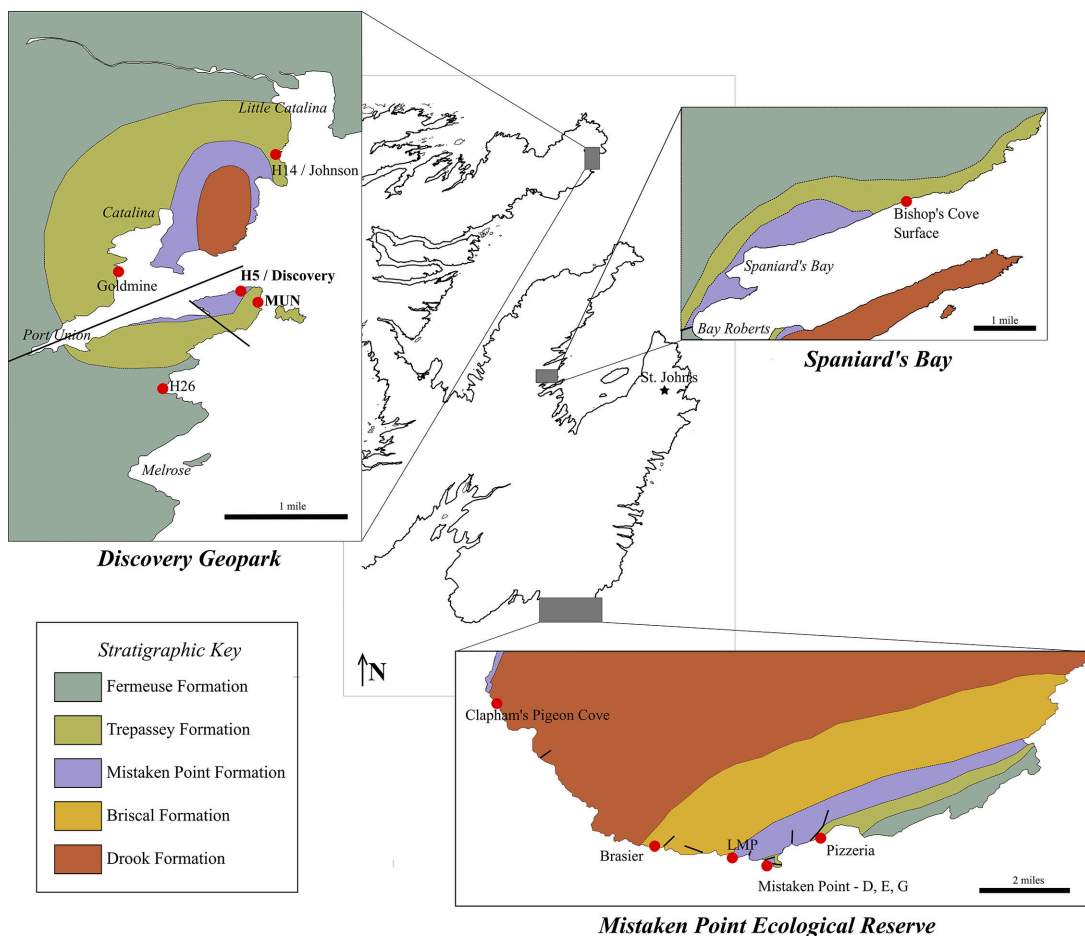 Little Catalina
H14 / Johnson
Catalina
H5 / Discovery
Goldmine
MUN
Port Union
H26
Melrose
1 mile
Discovery Geopark
Bishop's Cove
Surface
Spaniard's Bay
Bay Roberts
1 mile
Spaniard's Bay
St. Johns
N
Stratigraphic Key
Fermeuse Formation
Trepassey Formation
Mistaken Point Formation
Briscal Formation
Drook Formation
Clapham's Pigeon Cove
Brasier
LMP
Pizzeria
Mistaken Point - D, E, G
2 miles
Mistaken Point Ecological Reserve